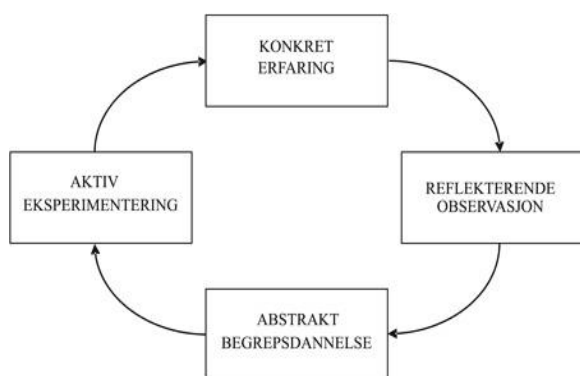 KONKRET
ERFARING
AKTIV
EKSPERIMENTERING
REFLEKTERENDE
OBSERVASJON
ABSTRAKT
BEGREPSDANNELSE